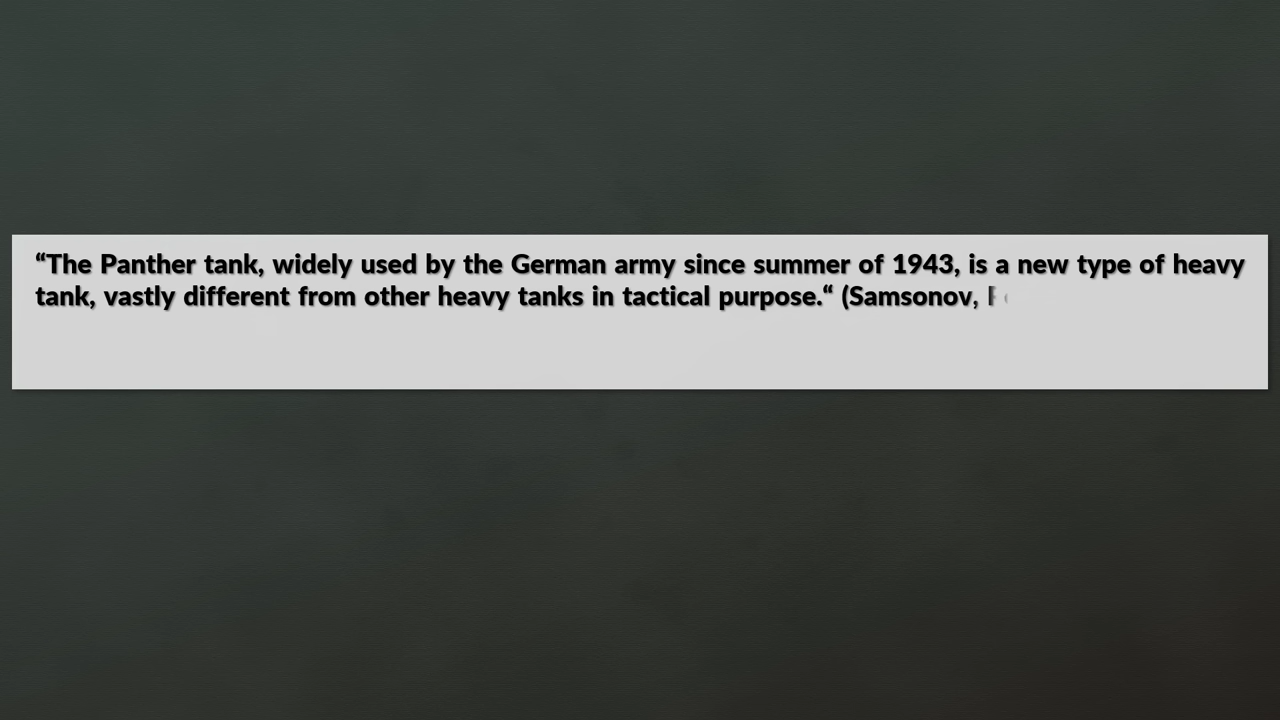 “The Panther tank, widely used by the German army since summer of 1943, is a new type of heavy
tank, vastly different from other heavy tanks in tactical purpose.“ (Samsonov,